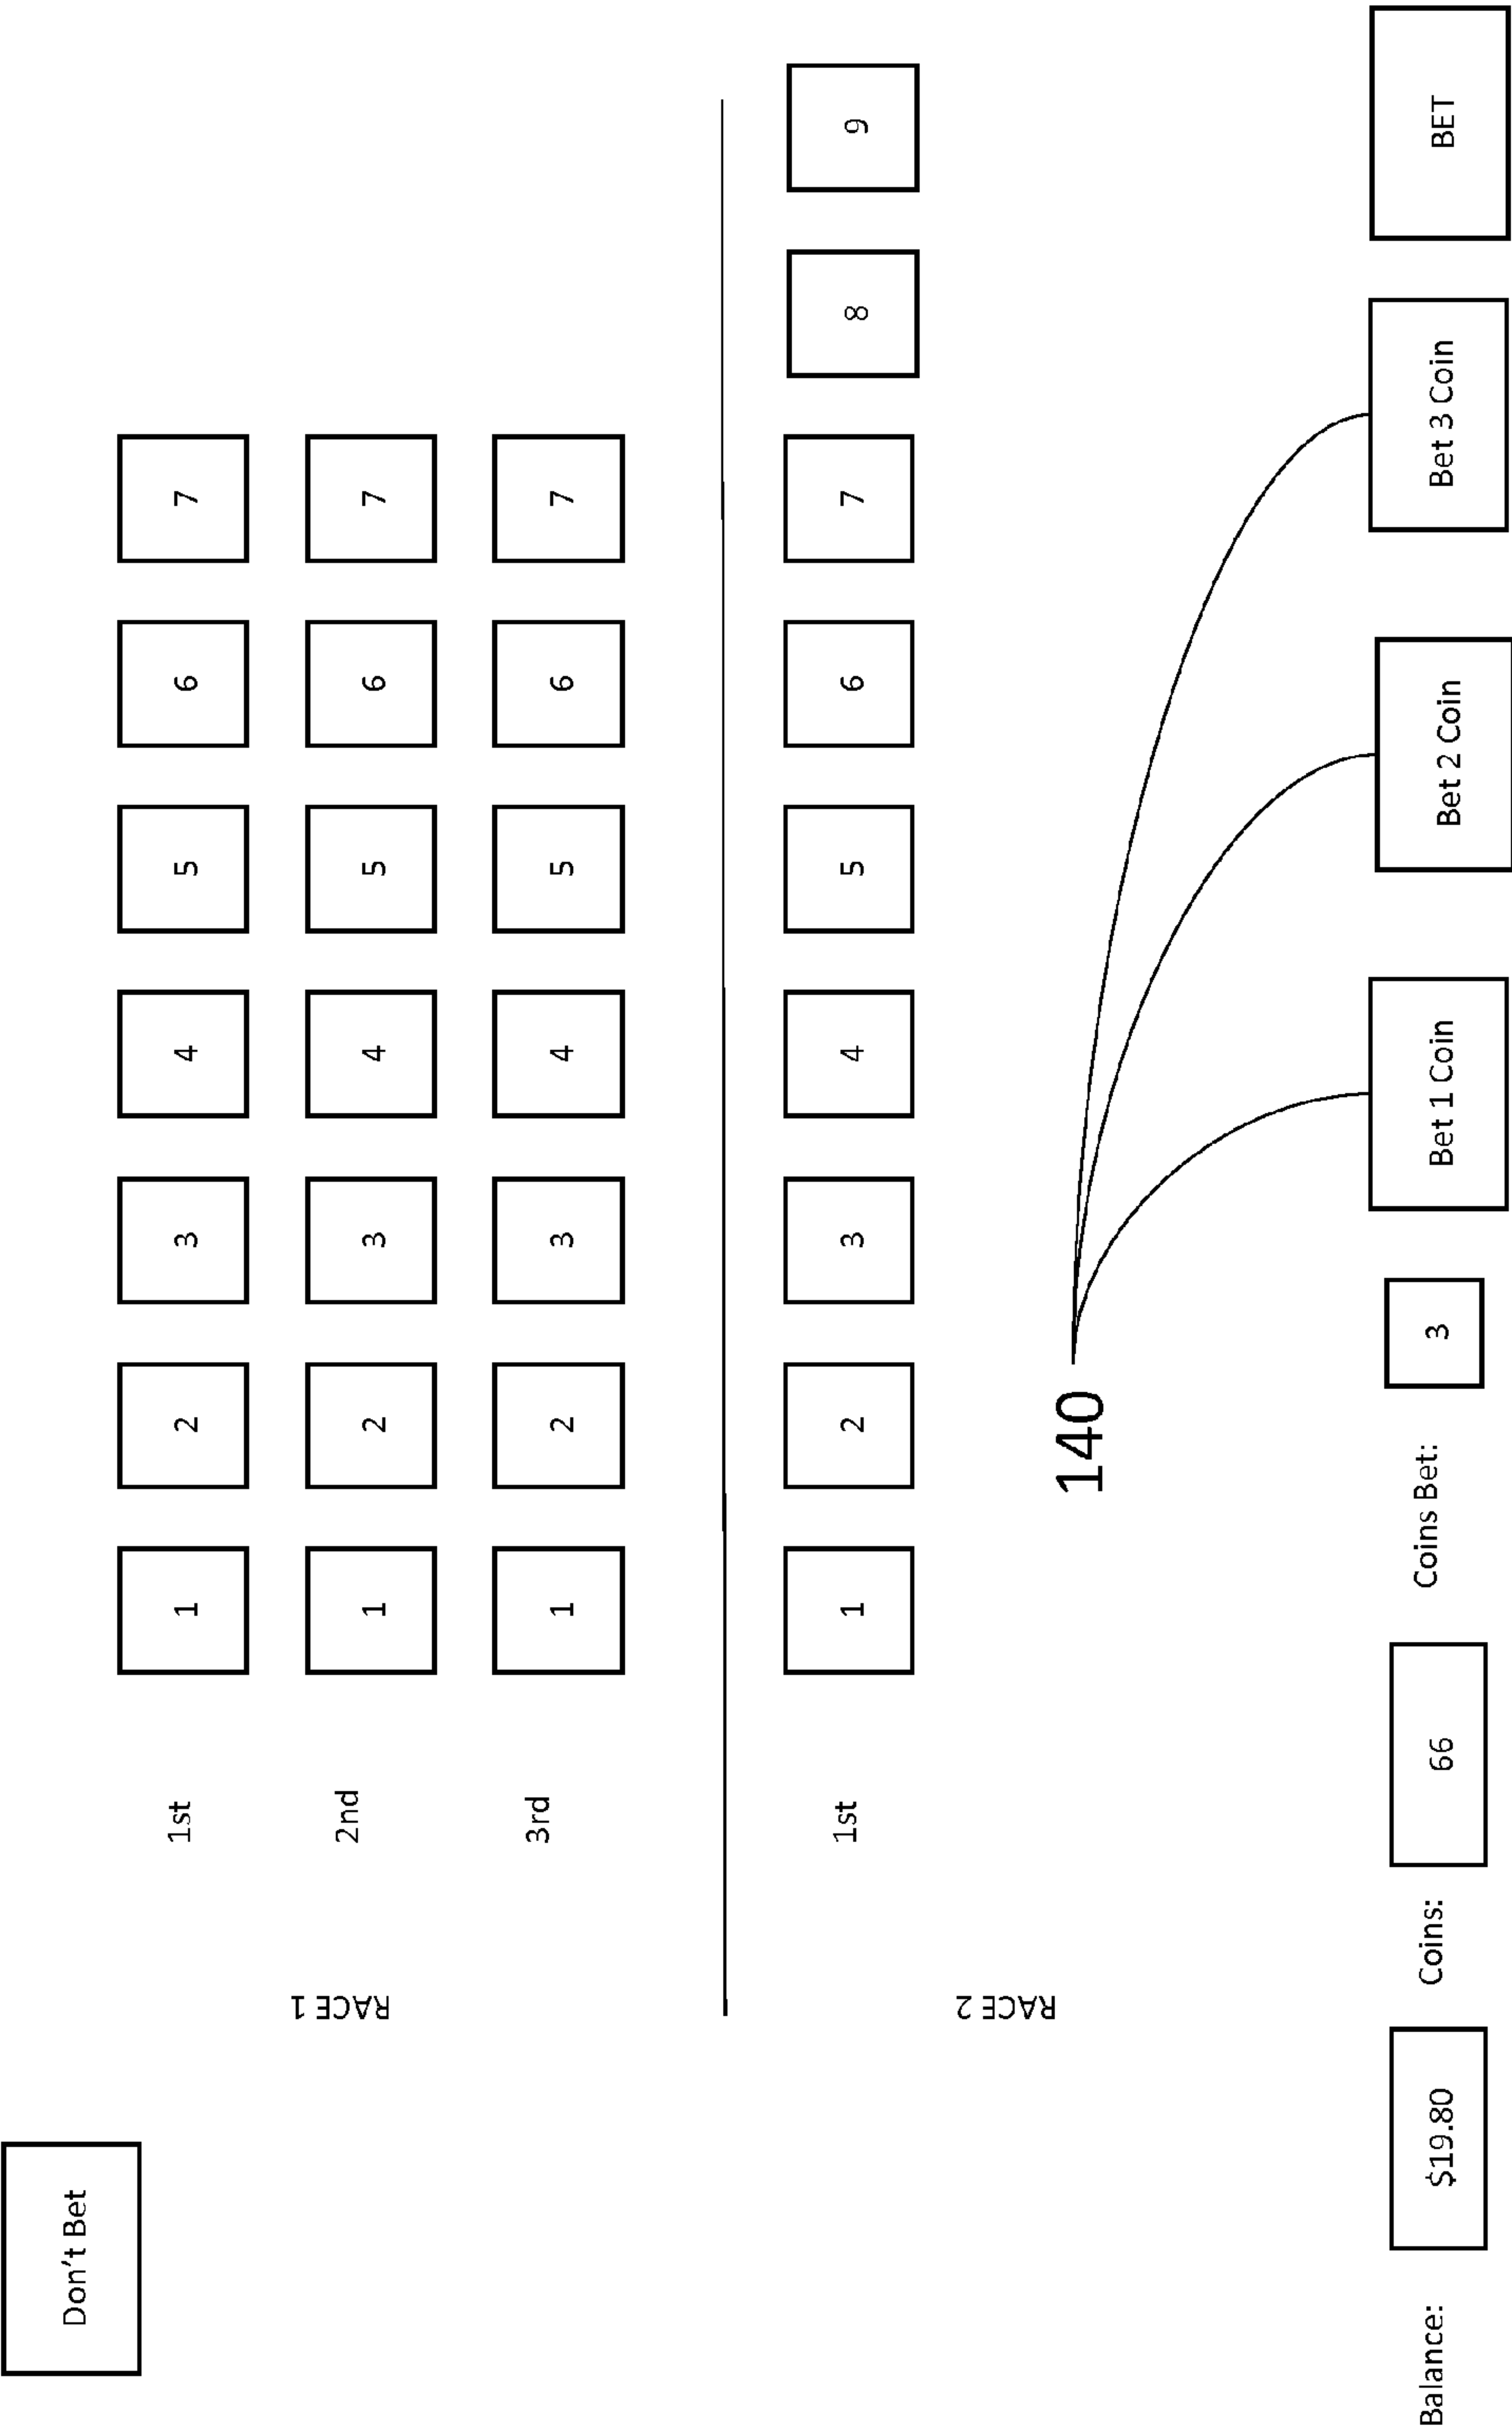 Don't Bet
RACE 1
1st 1 2 3 4 5 6 7
2nd 1 2 3 4 5 6 7
3rd 1 2 3 4 5 6 7
RACE 2
1st 1 2 3 4 5 6 7 8 9
140
Balance: $19.80 Coins: 66 Coins Bet: 3 Bet 1 Coin Bet 2 Coin Bet 3 Coin BET